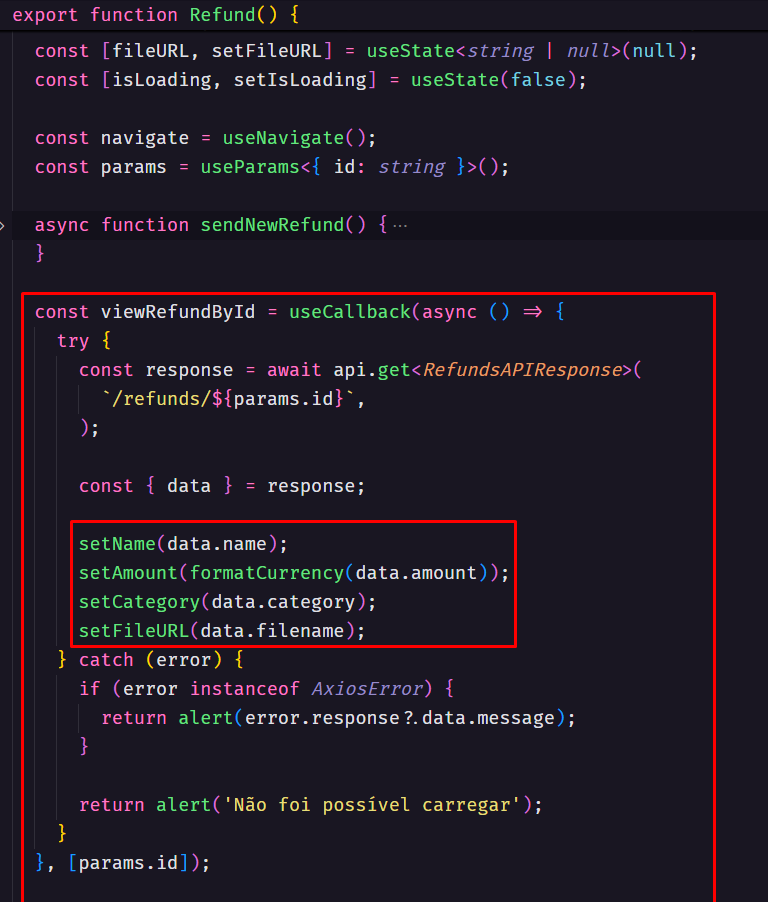 export function Refund() {
const [fileURL, setFileURL] = useState<string | null>(null);
const [isLoading, setIsLoading] = useState(false);
const navigate = useNavigate();
const params = useParams<{ id: string }>();
async function sendNewRefund() { ···
}
const viewRefundById = useCallback(async () => {
try {
const response = await api.get<RefundsAPIResponse>(
`/refunds/${params.id}`,
);
const { data } = response;
setName(data.name);
setAmount(formatCurrency(data.amount));
setCategory(data.category);
setFileURL(data.filename);
} catch (error) {
if (error instanceof AxiosError) {
return alert(error.response?.data.message);
}
return alert('Não foi possível carregar');
}
}, [params.id]);